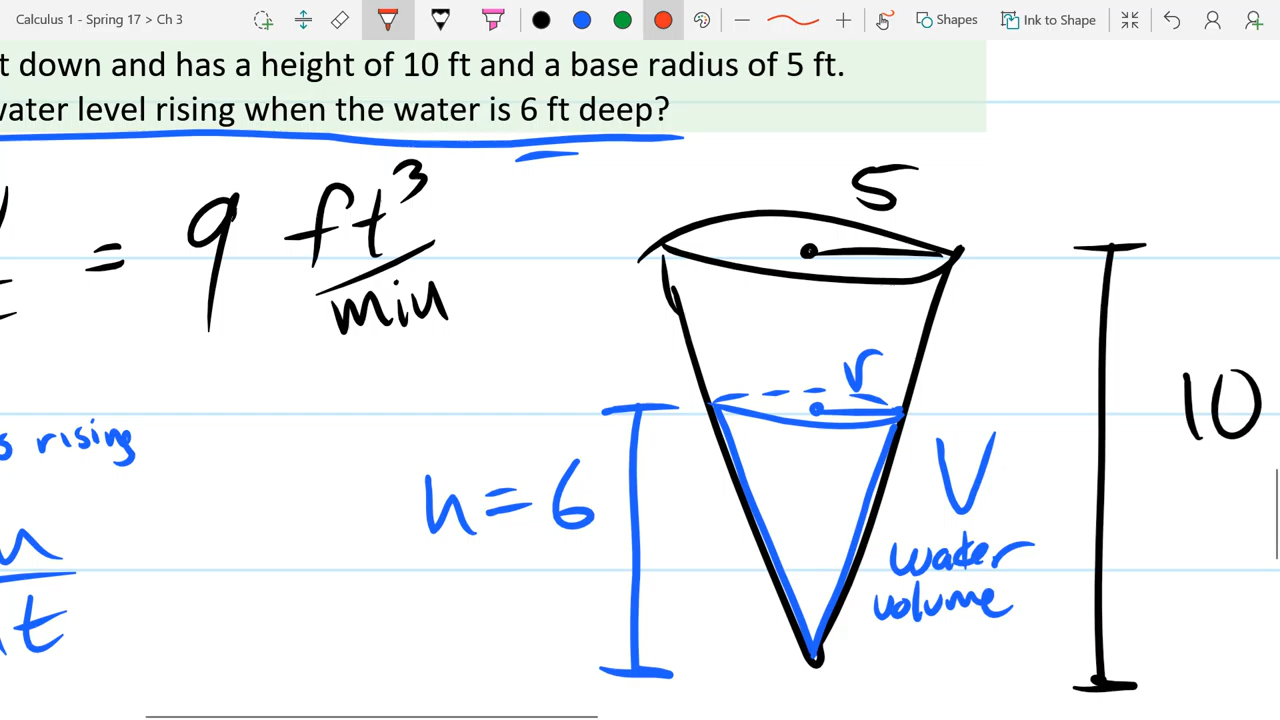 Calculus 1 - Spring 17 > Ch 3
Shapes
Ink to Shape
t down and has a height of 10 ft and a base radius of 5 ft.
water level rising when the water is 6 ft deep?
= 9 ft³/min
5
r
10
s rising
h = 6
V
water
volume
t